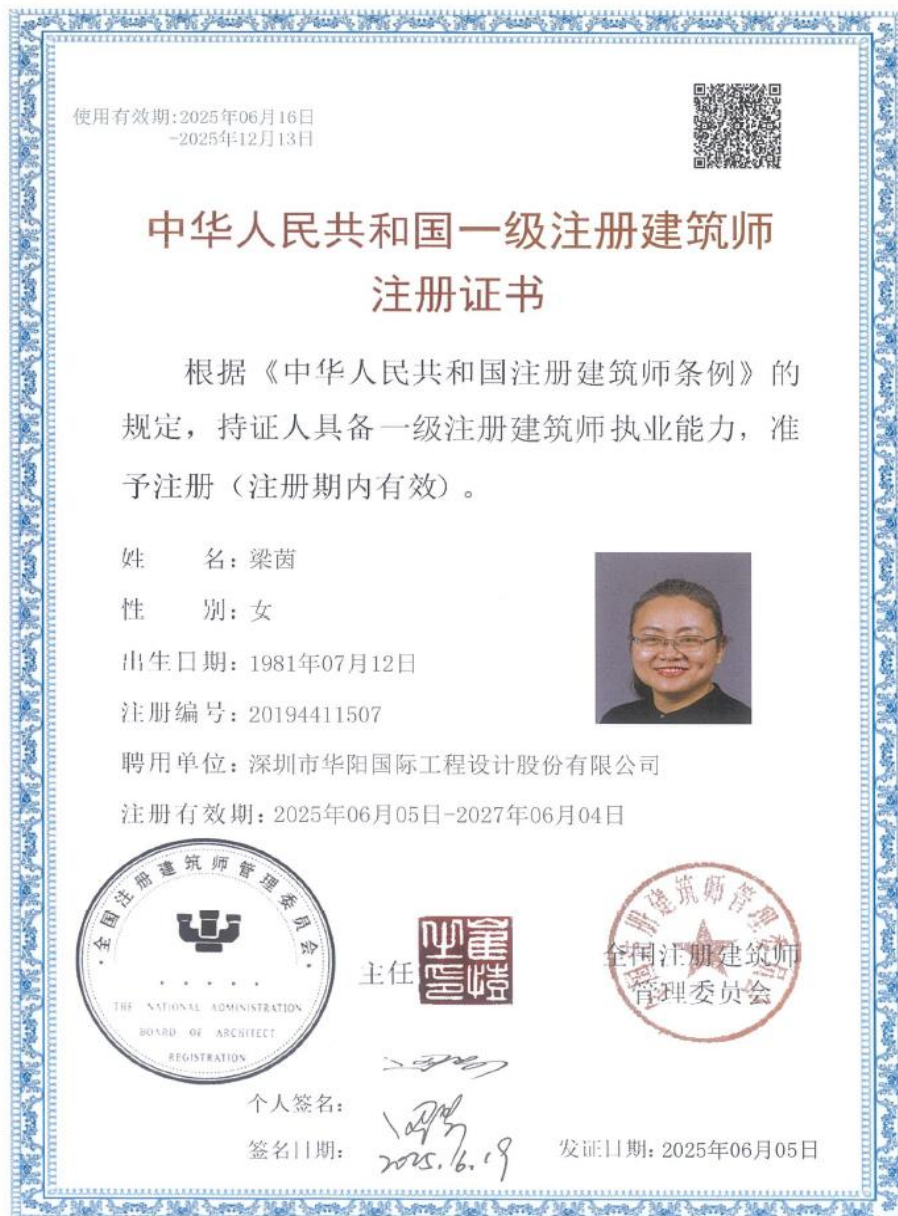 使用有效期:2025年06月16日
-2025年12月13日
中华人民共和国一级注册建筑师
注册证书
根据《中华人民共和国注册建筑师条例》的
规定，持证人具备一级注册建筑师执业能力，准
予注册（注册期内有效）。
姓 名：梁茵
性 别：女
出生日期：1981年07月12日
注册编号：20194411507
聘用单位：深圳市华阳国际工程设计股份有限公司
注册有效期：2025年06月05日-2027年06月04日
全国注册建筑师管理委员会
THE NATIONAL ADMINISTRATION
BOARD OF ARCHITECT
REGISTRATION
主任
崔愷之印
全国注册建筑师
管理委员会
个人签名：
签名日期：
2025.6.19
发证日期：2025年06月05日